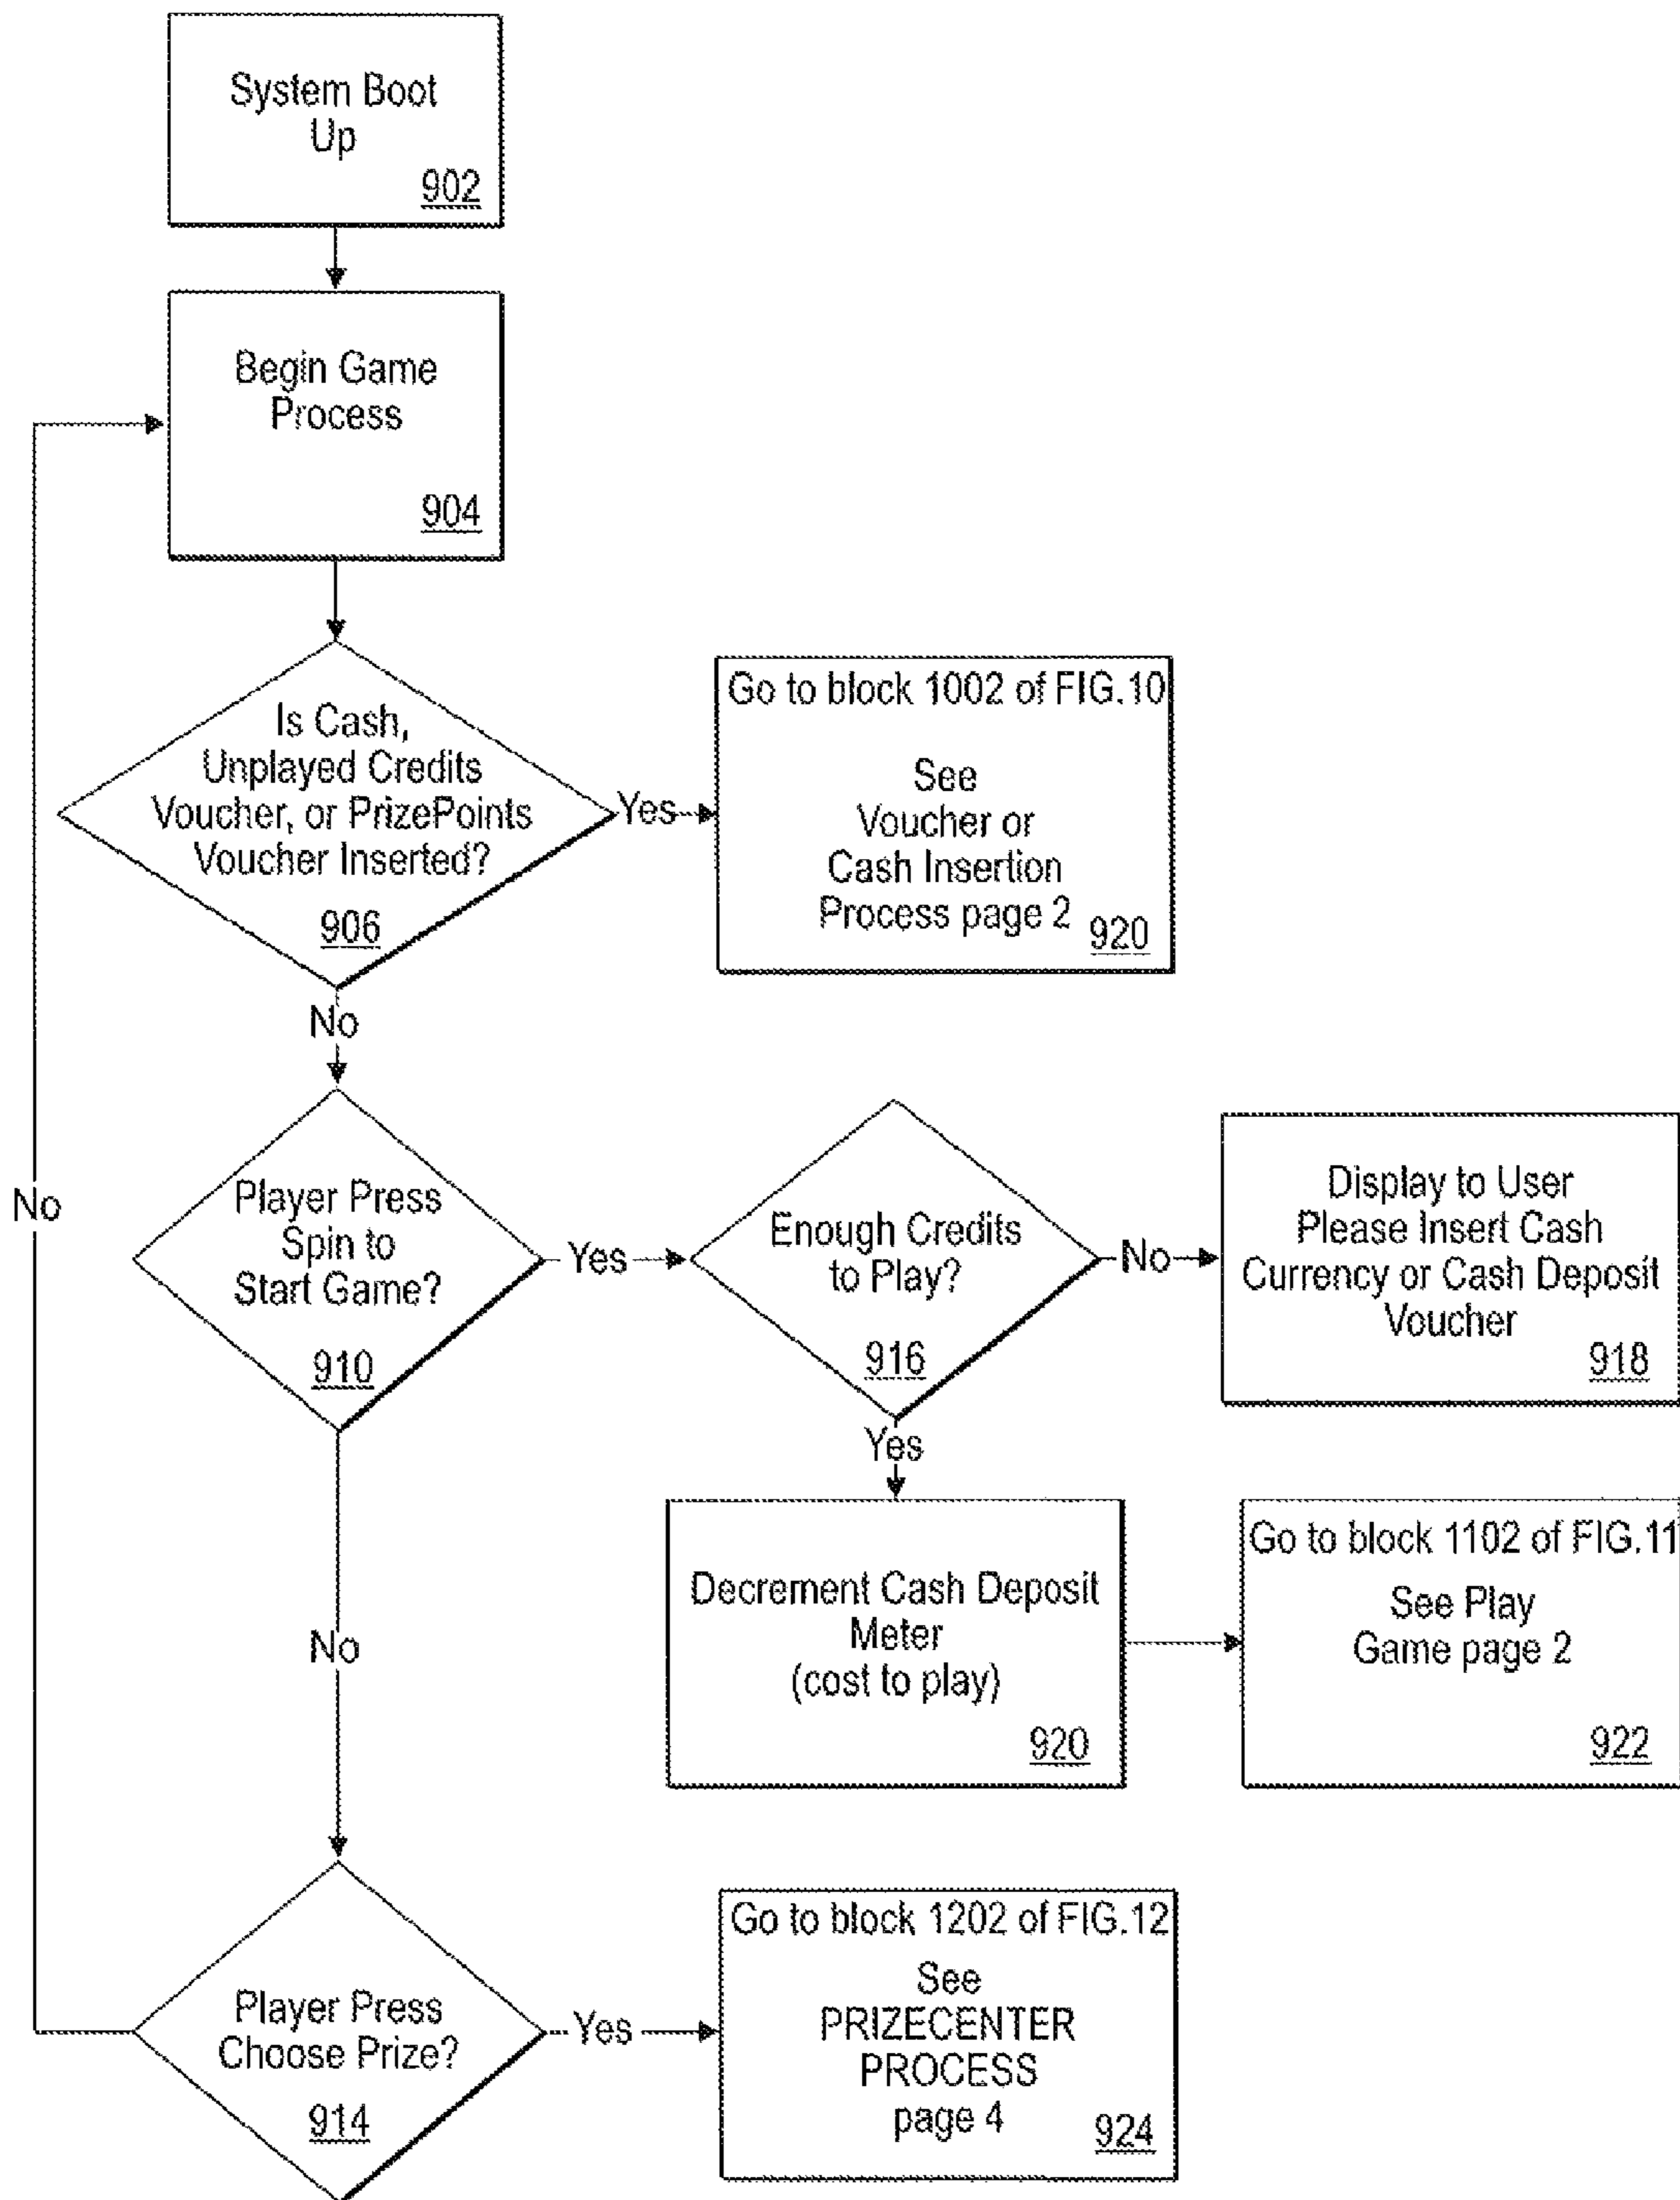 System Boot
Up
902
Begin Game
Process
904
Is Cash,
Unplayed Credits
Voucher, or PrizePoints
Voucher Inserted?
906
Yes
Go to block 1002 of FIG.10
See
Voucher or
Cash Insertion
Process page 2
920
No
Player Press
Spin to
Start Game?
910
Yes
Enough Credits
to Play?
916
No
Display to User
Please Insert Cash
Currency or Cash Deposit
Voucher
918
Yes
Decrement Cash Deposit
Meter
(cost to play)
920
Go to block 1102 of FIG.11
See Play
Game page 2
922
No
No
Player Press
Choose Prize?
914
Yes
Go to block 1202 of FIG.12
See
PRIZECENTER
PROCESS
page 4
924